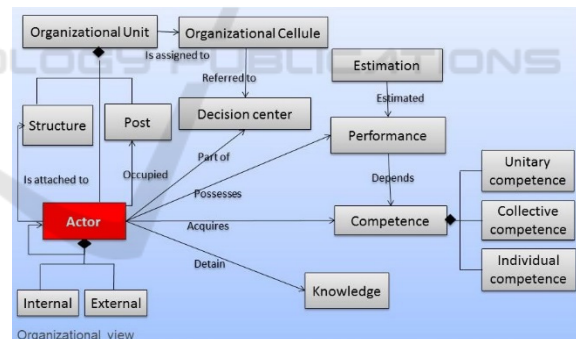 Organizational Unit
Organizational Cellule
Is assigned to
Referred to
Estimation
OLOGY PUBLICATIONS
Estimated
Structure
Post
Decision center
Performance
Is attached to
Occupied
Part of
Possesses
Depends
Unitary
competence
Actor
Acquires
Competence
Collective
competence
Detain
Individual
competence
Internal
External
Knowledge
Organizational view